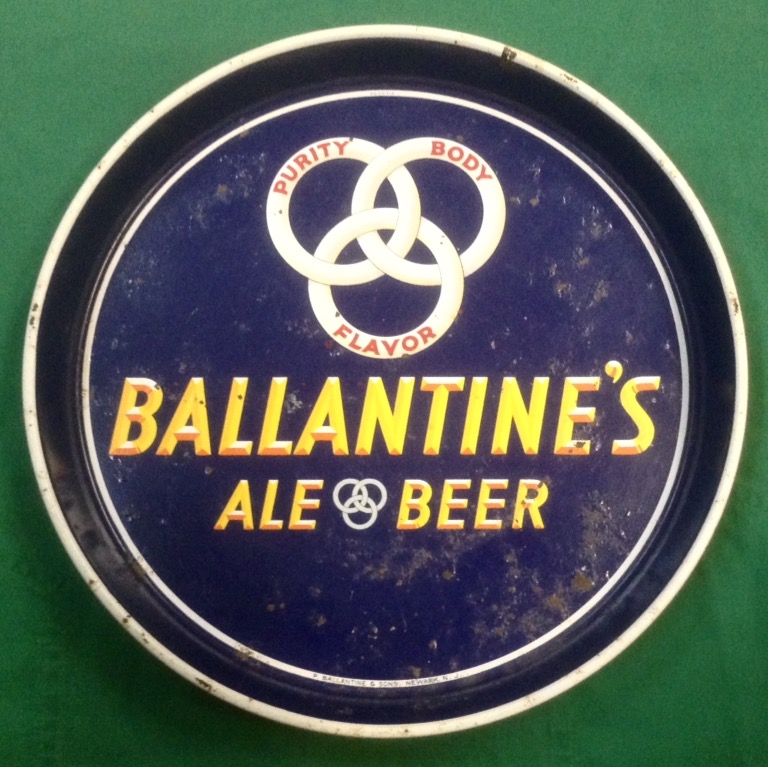 PURITY BODY
FLAVOR
BALLANTINE'S
ALE BEER
P. BALLANTINE & SONS, NEWARK, N. J.